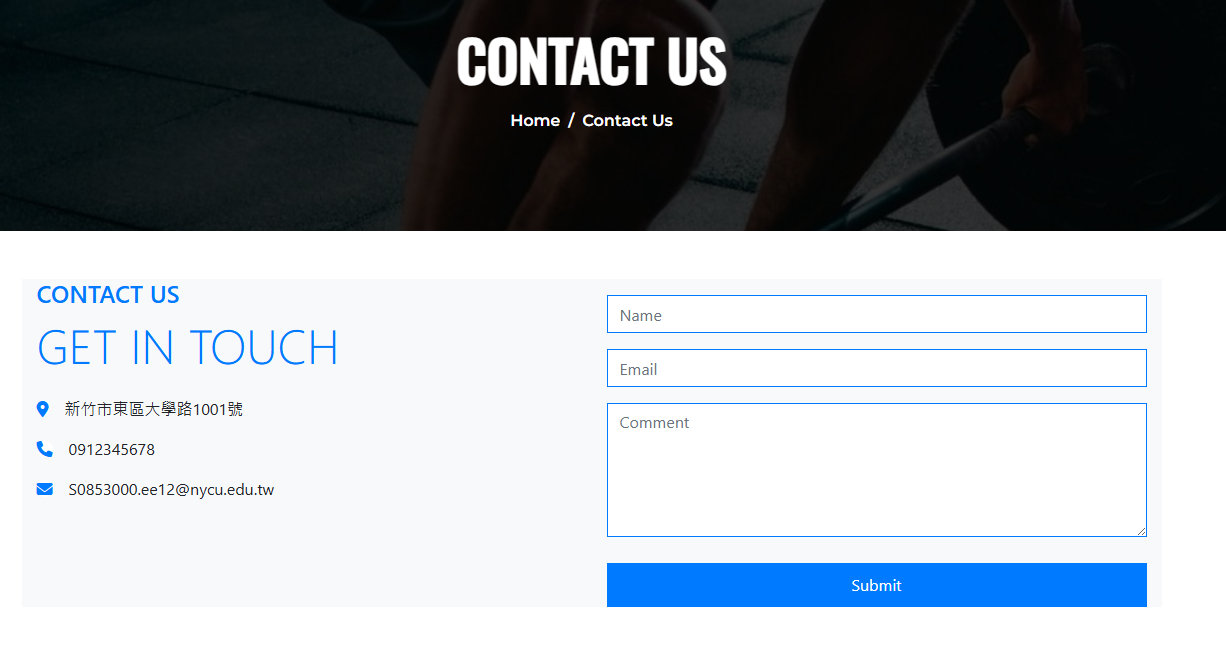 CONTACT US
Home / Contact Us
CONTACT US
GET IN TOUCH
新竹市東區大學路1001號
0912345678
S0853000.ee12@nycu.edu.tw
Name
Email
Comment
Submit